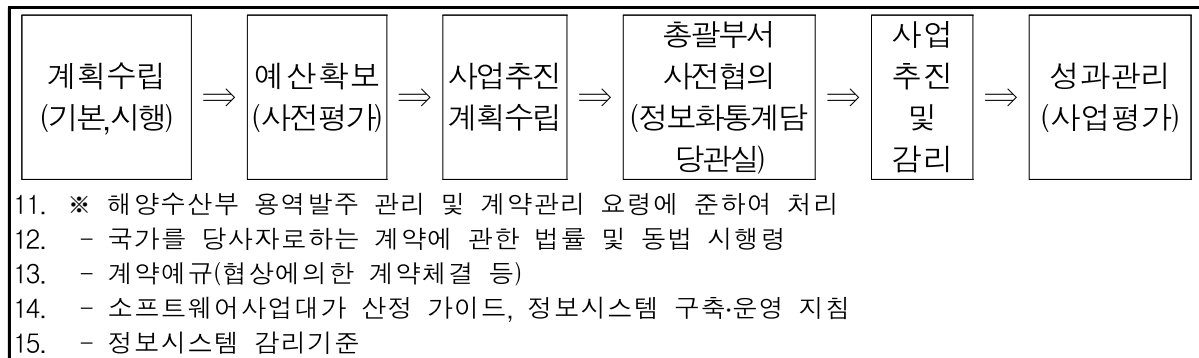 계획수립
(기본,시행)
⇒
예산확보
(사전평가)
⇒
사업추진
계획수립
⇒
총괄부서
사전협의
(정보화통계담
당관실)
⇒
사업
추진
및
감리
⇒
성과관리
(사업평가)
11. ※ 해양수산부 용역발주 관리 및 계약관리 요령에 준하여 처리
12. - 국가를 당사자로하는 계약에 관한 법률 및 동법 시행령
13. - 계약예규(협상에의한 계약체결 등)
14. - 소프트웨어사업대가 산정 가이드, 정보시스템 구축·운영 지침
15. - 정보시스템 감리기준